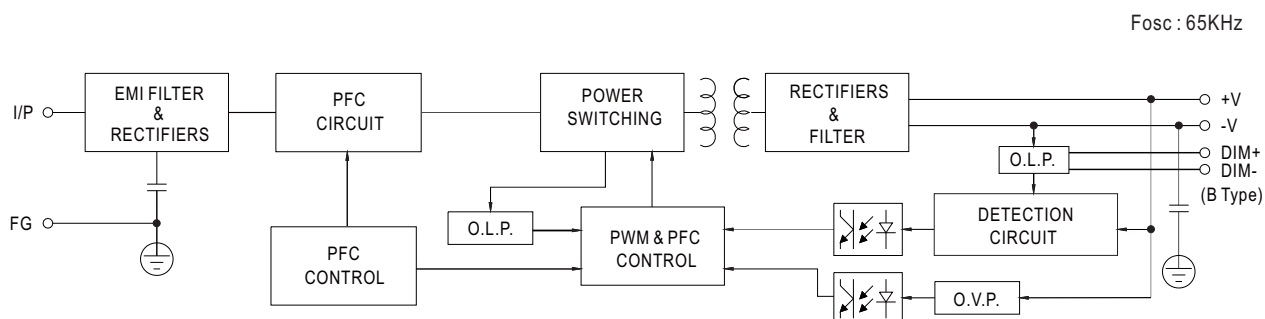 Fosc : 65KHz
I/P
EMI FILTER
&
RECTIFIERS
PFC
CIRCUIT
POWER
SWITCHING
RECTIFIERS
&
FILTER
+V
-V
DIM+
DIM-
(B Type)
O.L.P.
FG
O.L.P.
PFC
CONTROL
PWM & PFC
CONTROL
DETECTION
CIRCUIT
O.V.P.